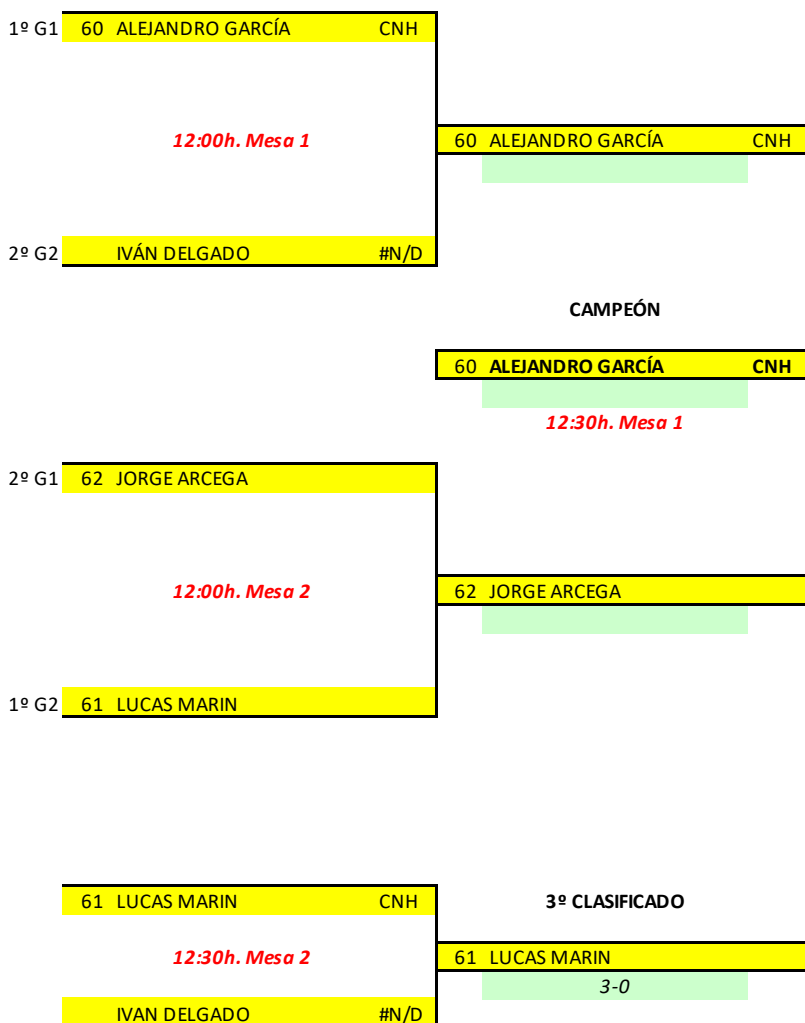 1º G1 60 ALEJANDRO GARCÍA CNH
12:00h. Mesa 1
60 ALEJANDRO GARCÍA CNH
2º G2 IVÁN DELGADO #N/D
CAMPEÓN
60 ALEJANDRO GARCÍA CNH
12:30h. Mesa 1
2º G1 62 JORGE ARCEGA
12:00h. Mesa 2
62 JORGE ARCEGA
1º G2 61 LUCAS MARIN
61 LUCAS MARIN CNH
3º CLASIFICADO
12:30h. Mesa 2
61 LUCAS MARIN
3-0
IVAN DELGADO #N/D